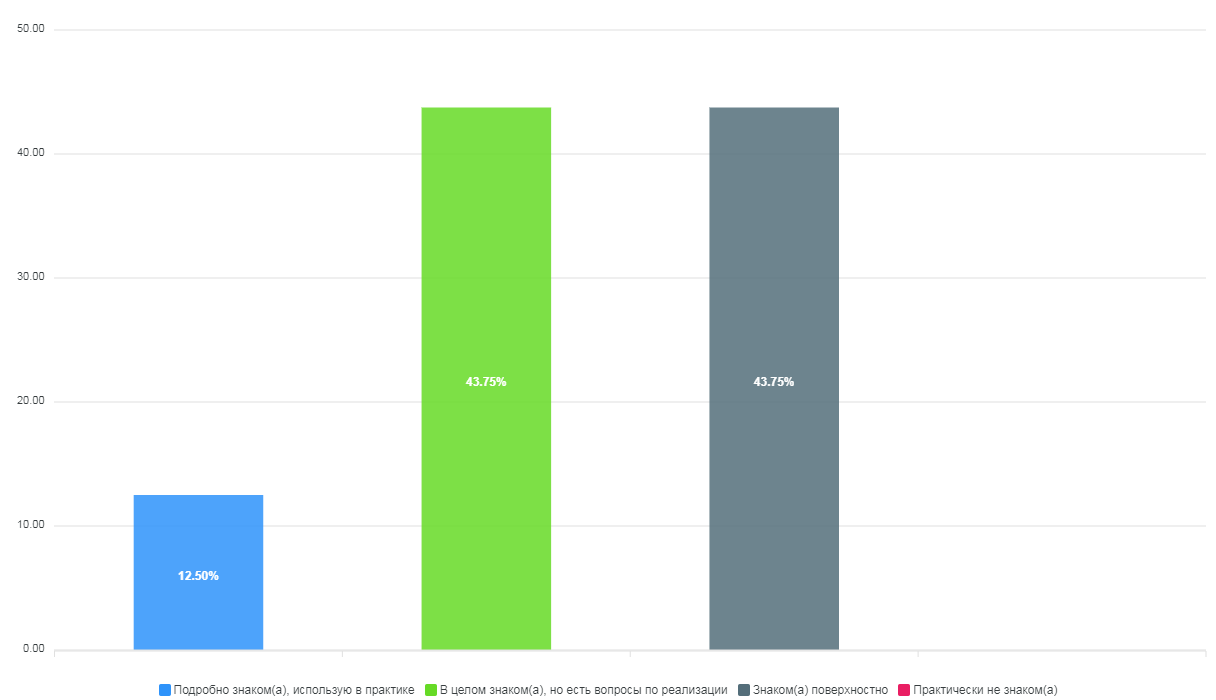 50.00
40.00
30.00
20.00
10.00
0.00
12.50%
43.75%
43.75%
Подробно знаком(а), использую в практике
В целом знаком(а), но есть вопросы по реализации
Знаком(а) поверхностно
Практически не знаком(а)